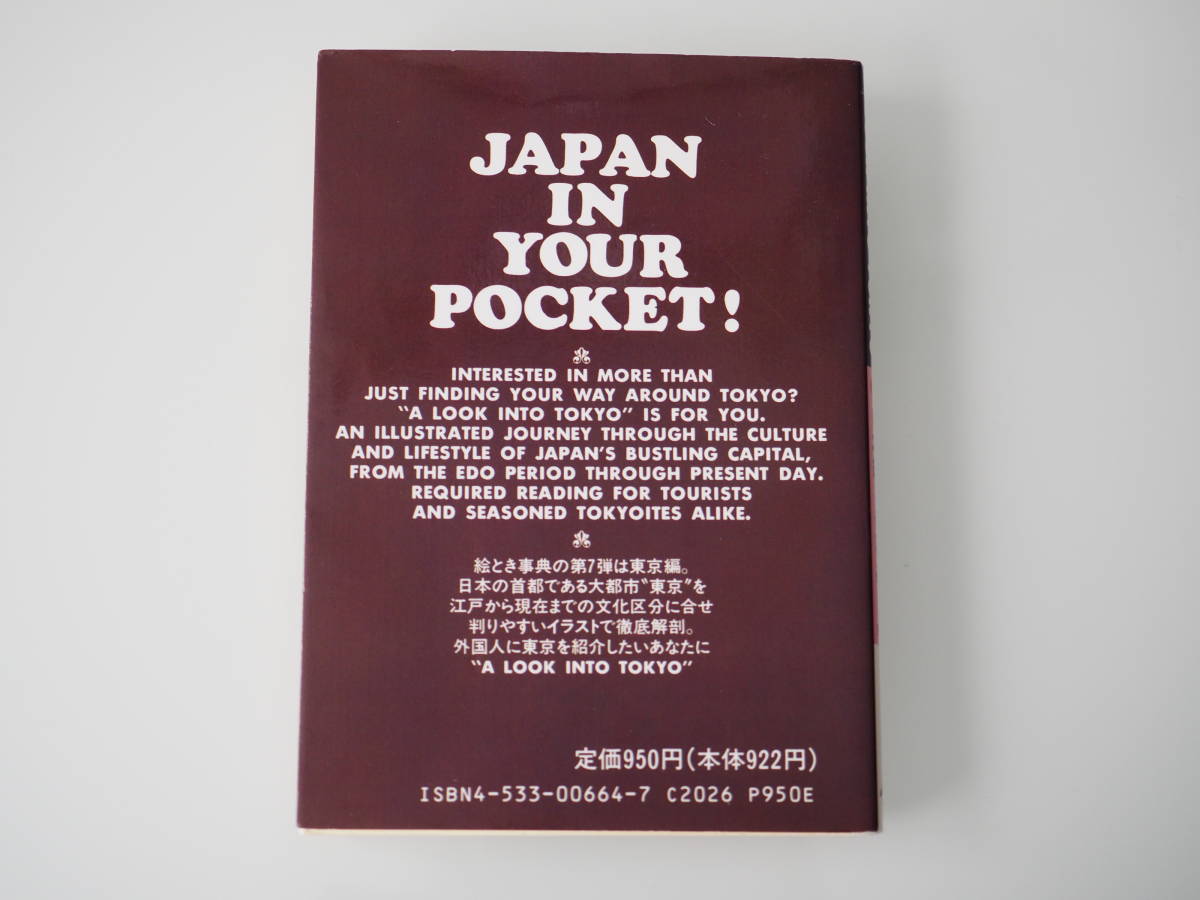 JAPAN
IN
YOUR
POCKET!
INTERESTED IN MORE THAN
JUST FINDING YOUR WAY AROUND TOKYO?
“A LOOK INTO TOKYO” IS FOR YOU.
AN ILLUSTRATED JOURNEY THROUGH THE CULTURE
AND LIFESTYLE OF JAPAN'S BUSTLING CAPITAL,
FROM THE EDO PERIOD THROUGH PRESENT DAY.
REQUIRED READING FOR TOURISTS
AND SEASONED TOKYOITES ALIKE.
絵とき事典の第7弾は東京編。
日本の首都である大都市“東京”を
江戸から現在までの文化区分に合せ
判りやすいイラストで徹底解剖。
外国人に東京を紹介したいあなたに
“A LOOK INTO TOKYO”
定価950円(本体922円)
ISBN4-533-00664-7 C2026 P950E